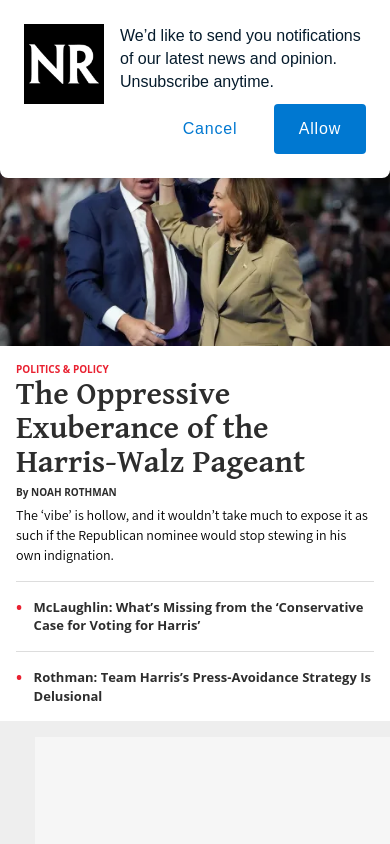 NR
We’d like to send you notifications
of our latest news and opinion.
Unsubscribe anytime.
Cancel
Allow
POLITICS & POLICY
The Oppressive
Exuberance of the
Harris-Walz Pageant
By NOAH ROTHMAN
The ‘vibe’ is hollow, and it wouldn’t take much to expose it as
such if the Republican nominee would stop stewing in his
own indignation.
• McLaughlin: What’s Missing from the ‘Conservative
Case for Voting for Harris’
• Rothman: Team Harris’s Press-Avoidance Strategy Is
Delusional